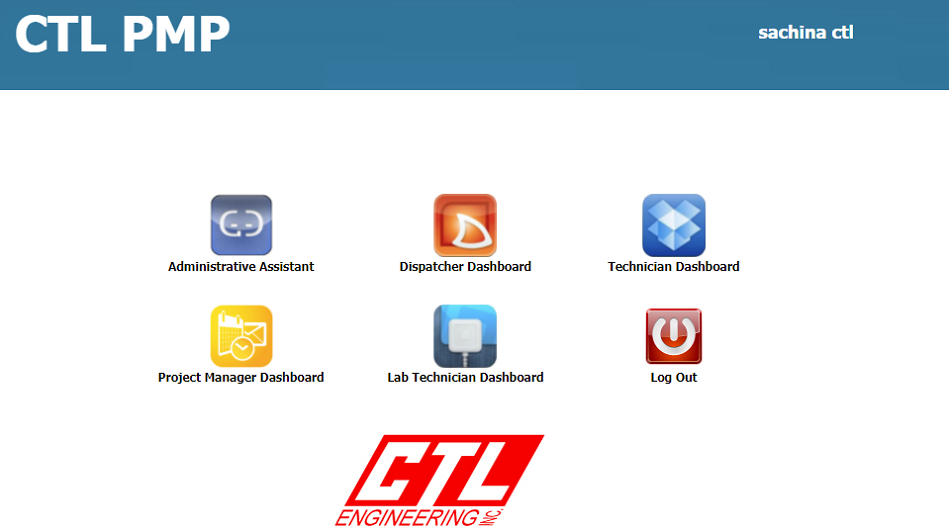 CTL PMP
sachina ctl
Administrative Assistant
Dispatcher Dashboard
Technician Dashboard
Project Manager Dashboard
Lab Technician Dashboard
Log Out
CTL
ENGINEERING INC